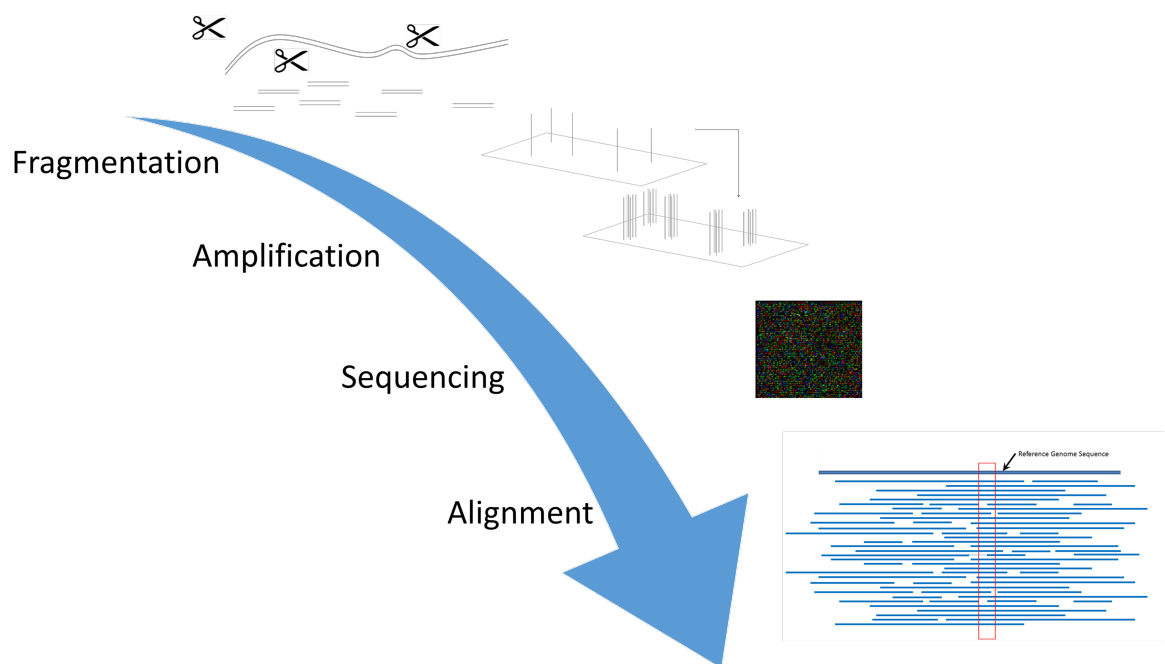 Fragmentation
Amplification
Sequencing
Reference Genome Sequence
Alignment